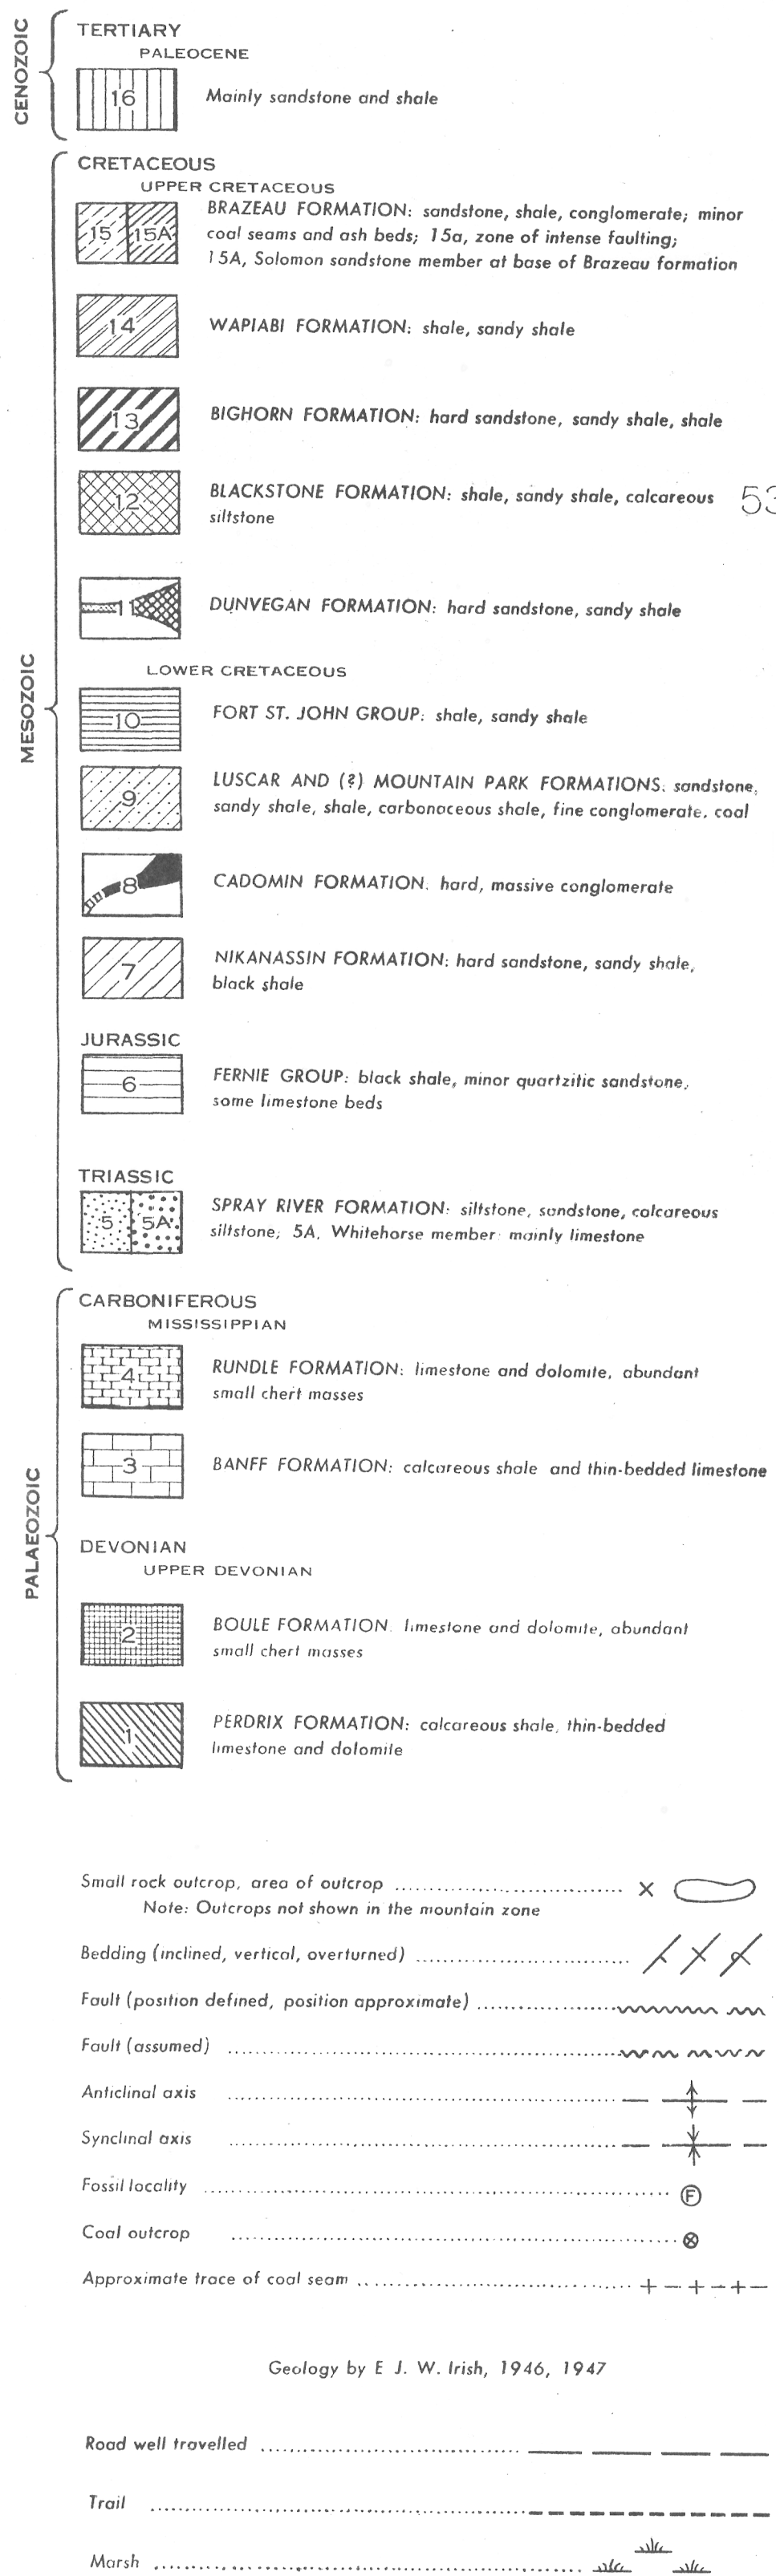 CENOZOIC
TERTIARY
PALEOCENE
16
Mainly sandstone and shale
MESOZOIC
CRETACEOUS
UPPER CRETACEOUS
15 15A
BRAZEAU FORMATION: sandstone, shale, conglomerate; minor
coal seams and ash beds; 15a, zone of intense faulting;
15A, Solomon sandstone member at base of Brazeau formation
14
WAPIABI FORMATION: shale, sandy shale
13
BIGHORN FORMATION: hard sandstone, sandy shale, shale
12
BLACKSTONE FORMATION: shale, sandy shale, calcareous
siltstone
53
11
DUNVEGAN FORMATION: hard sandstone, sandy shale
LOWER CRETACEOUS
10
FORT ST. JOHN GROUP: shale, sandy shale
9
LUSCAR AND (?) MOUNTAIN PARK FORMATIONS: sandstone,
sandy shale, shale, carbonaceous shale, fine conglomerate, coal
8
CADOMIN FORMATION: hard, massive conglomerate
7
NIKANASSIN FORMATION: hard sandstone, sandy shale,
black shale
JURASSIC
6
FERNIE GROUP: black shale, minor quartzitic sandstone,
some limestone beds
TRIASSIC
5 5A
SPRAY RIVER FORMATION: siltstone, sandstone, calcareous
siltstone; 5A, Whitehorse member: mainly limestone
PALAEOZOIC
CARBONIFEROUS
MISSISSIPPIAN
4
RUNDLE FORMATION: limestone and dolomite, abundant
small chert masses
3
BANFF FORMATION: calcareous shale and thin-bedded limestone
DEVONIAN
UPPER DEVONIAN
2
BOULE FORMATION: limestone and dolomite, abundant
small chert masses
1
PERDRIX FORMATION: calcareous shale, thin-bedded
limestone and dolomite
Small rock outcrop, area of outcrop
Note: Outcrops not shown in the mountain zone
Bedding (inclined, vertical, overturned)
Fault (position defined, position approximate)
Fault (assumed)
Anticlinal axis
Synclinal axis
Fossil locality F
Coal outcrop
Approximate trace of coal seam
Geology by E. J. W. Irish, 1946, 1947
Road well travelled
Trail
Marsh